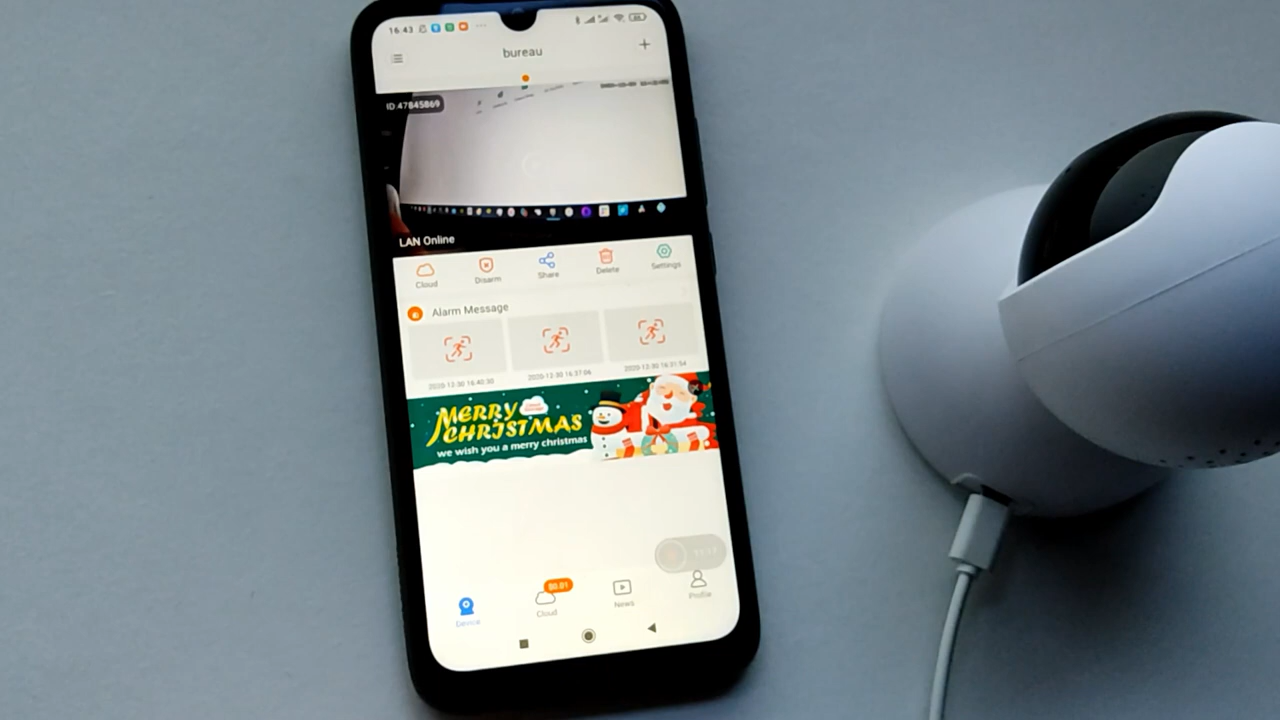 16:43
bureau
ID:47845869
LAN Online
Cloud
Disarm
Share
Delete
Settings
Alarm Message
2020-12-30 16:40:30
2020-12-30 16:37:06
2020-12-30 16:31:54
MERRY
CHRISTMAS
we wish you a merry christmas
$0.01
Device
Cloud
News
Profile